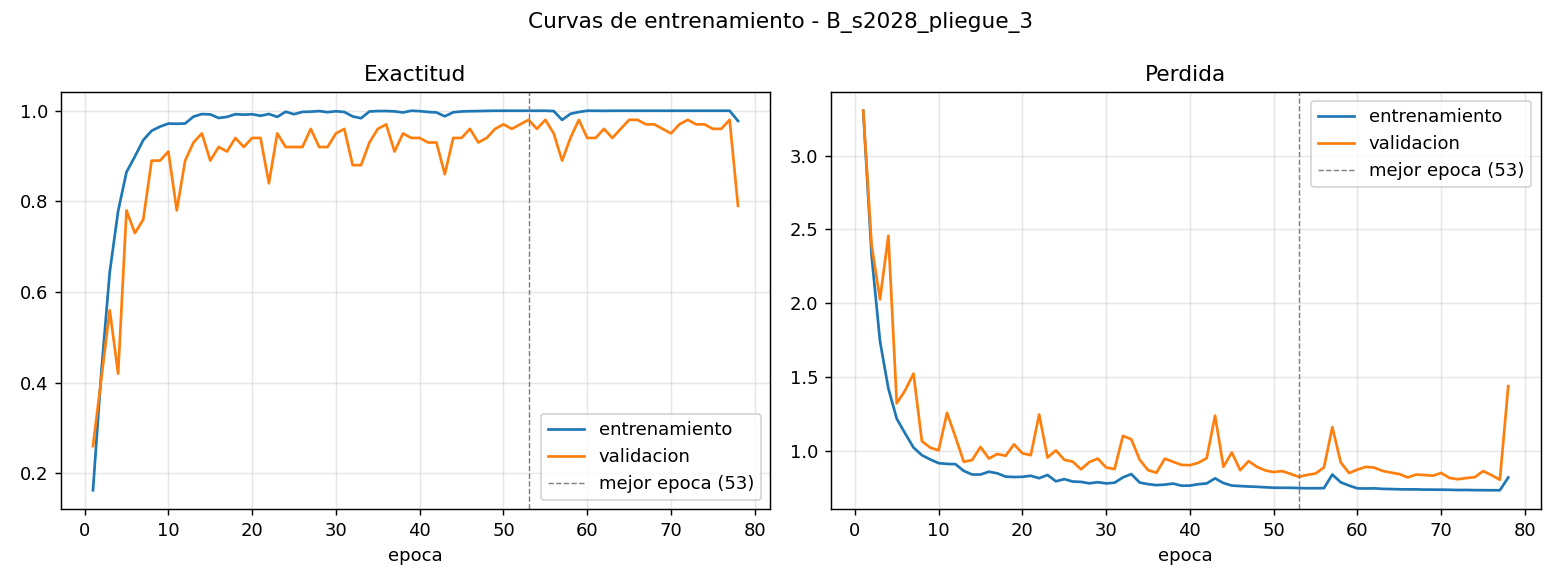 Curvas de entrenamiento - B_s2028_pliegue_3
Exactitud
1.0
0.8
0.6
0.4
0.2
0 10 20 30 40 50 60 70 80
epoca
entrenamiento
validacion
mejor epoca (53)
Perdida
3.0
2.5
2.0
1.5
1.0
0 10 20 30 40 50 60 70 80
epoca
entrenamiento
validacion
mejor epoca (53)